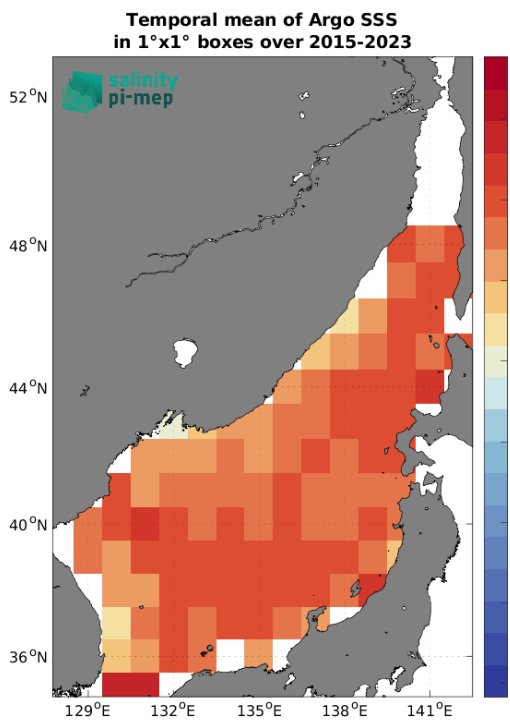 Temporal mean of Argo SSS
in 1°x1° boxes over 2015-2023
salinity
pi-mep
52°N
48°N
44°N
40°N
36°N
129°E 132°E 135°E 138°E 141°E